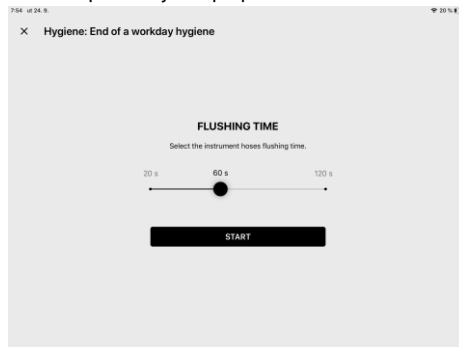 7:54 ut 24. 9.
20 %
Hygiene: End of a workday hygiene
FLUSHING TIME
Select the instrument hoses flushing time.
20 s 60 s 120 s
START